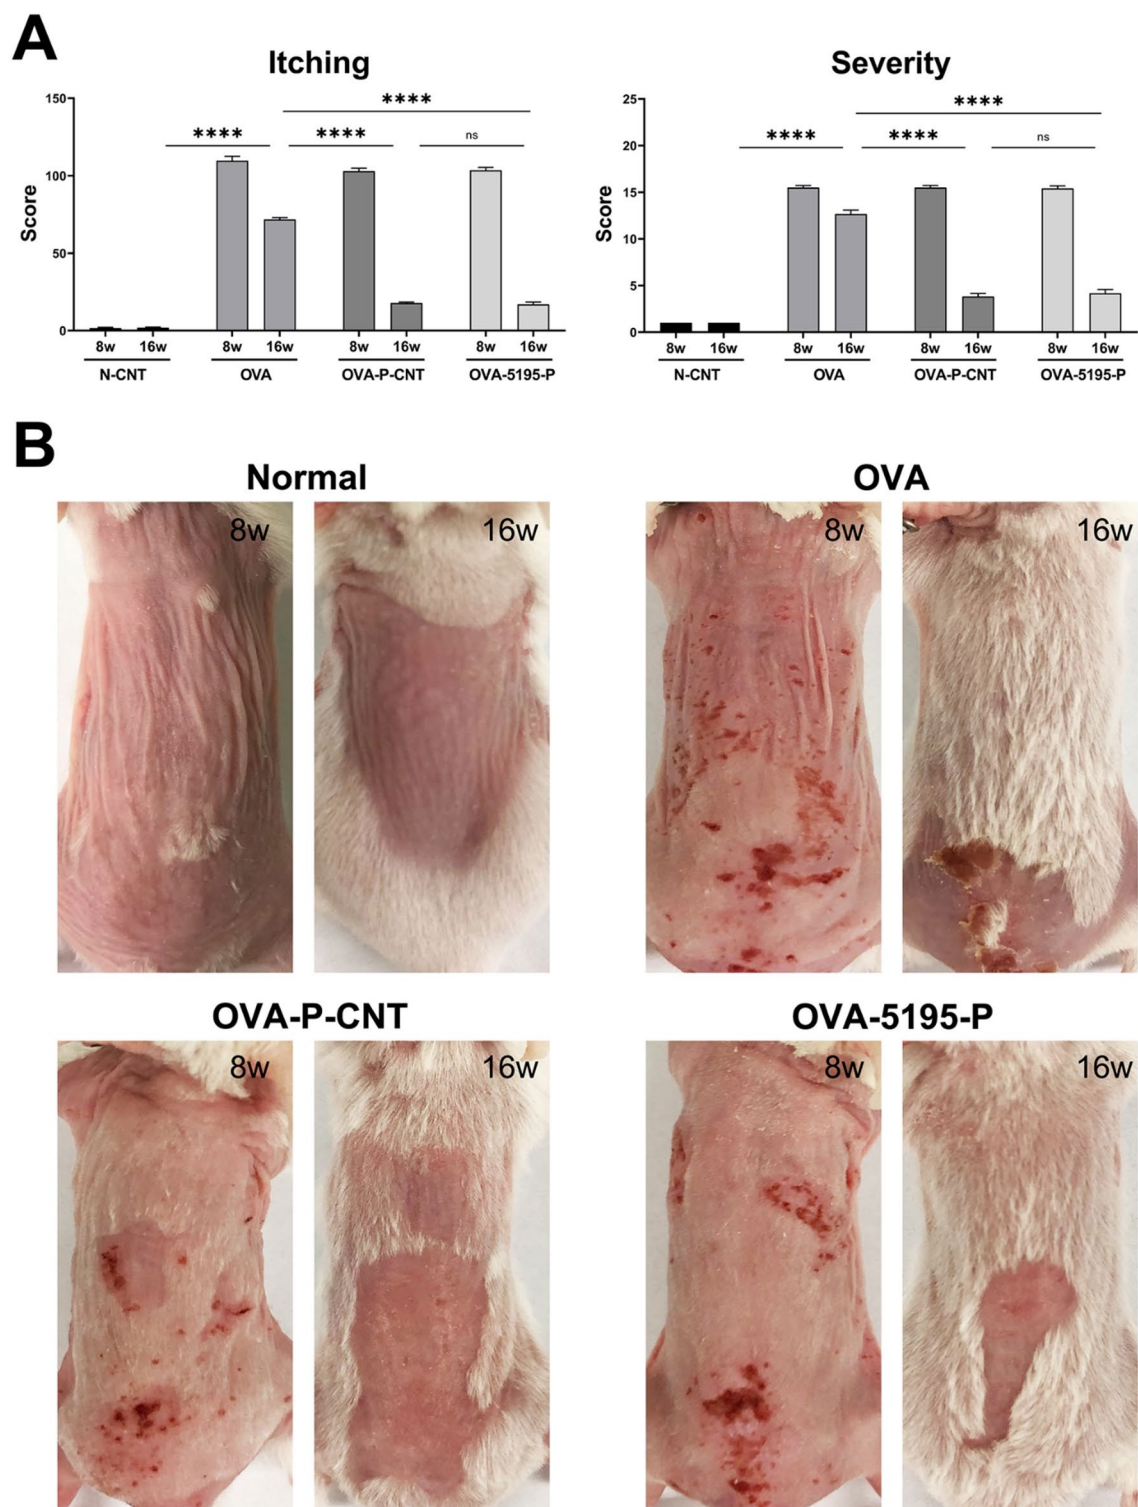 A
Itching
Severity
**** 
**** **** ns
150
100
50
0
Score
8w 16w 8w 16w 8w 16w 8w 16w
N-CNT OVA OVA-P-CNT OVA-5195-P
****
**** **** ns
25
20
15
10
5
0
Score
8w 16w 8w 16w 8w 16w 8w 16w
N-CNT OVA OVA-P-CNT OVA-5195-P
B
Normal
OVA
8w 16w 8w 16w
OVA-P-CNT
OVA-5195-P
8w 16w 8w 16w